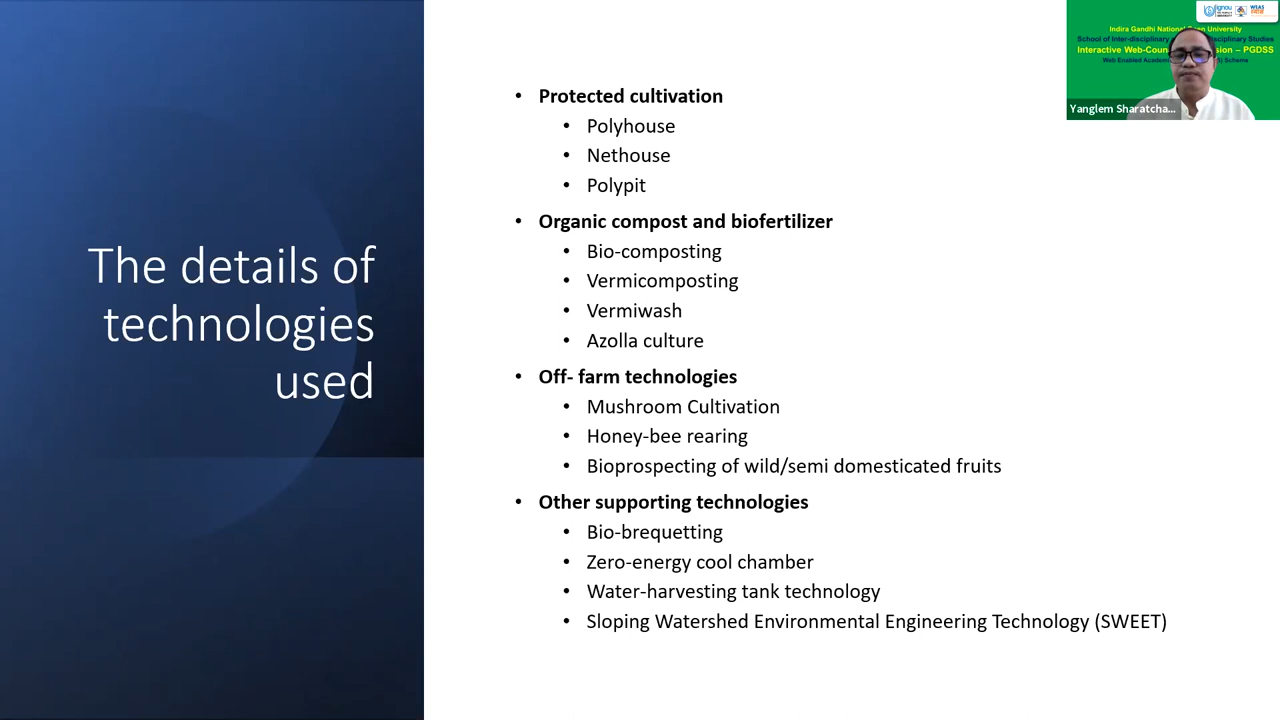 The details of
technologies
used
• Protected cultivation
• Polyhouse
• Nethouse
• Polypit
• Organic compost and biofertilizer
• Bio-composting
• Vermicomposting
• Vermiwash
• Azolla culture
• Off- farm technologies
• Mushroom Cultivation
• Honey-bee rearing
• Bioprospecting of wild/semi domesticated fruits
• Other supporting technologies
• Bio-brequetting
• Zero-energy cool chamber
• Water-harvesting tank technology
• Sloping Watershed Environmental Engineering Technology (SWEET)
ignou
WEAS
Indira Gandhi National Open University
School of Inter-disciplinary Disciplinary Studies
Interactive Web-Coun sion – PGDSS
Web Enabled Academ Scheme
Yanglem Sharatcha...